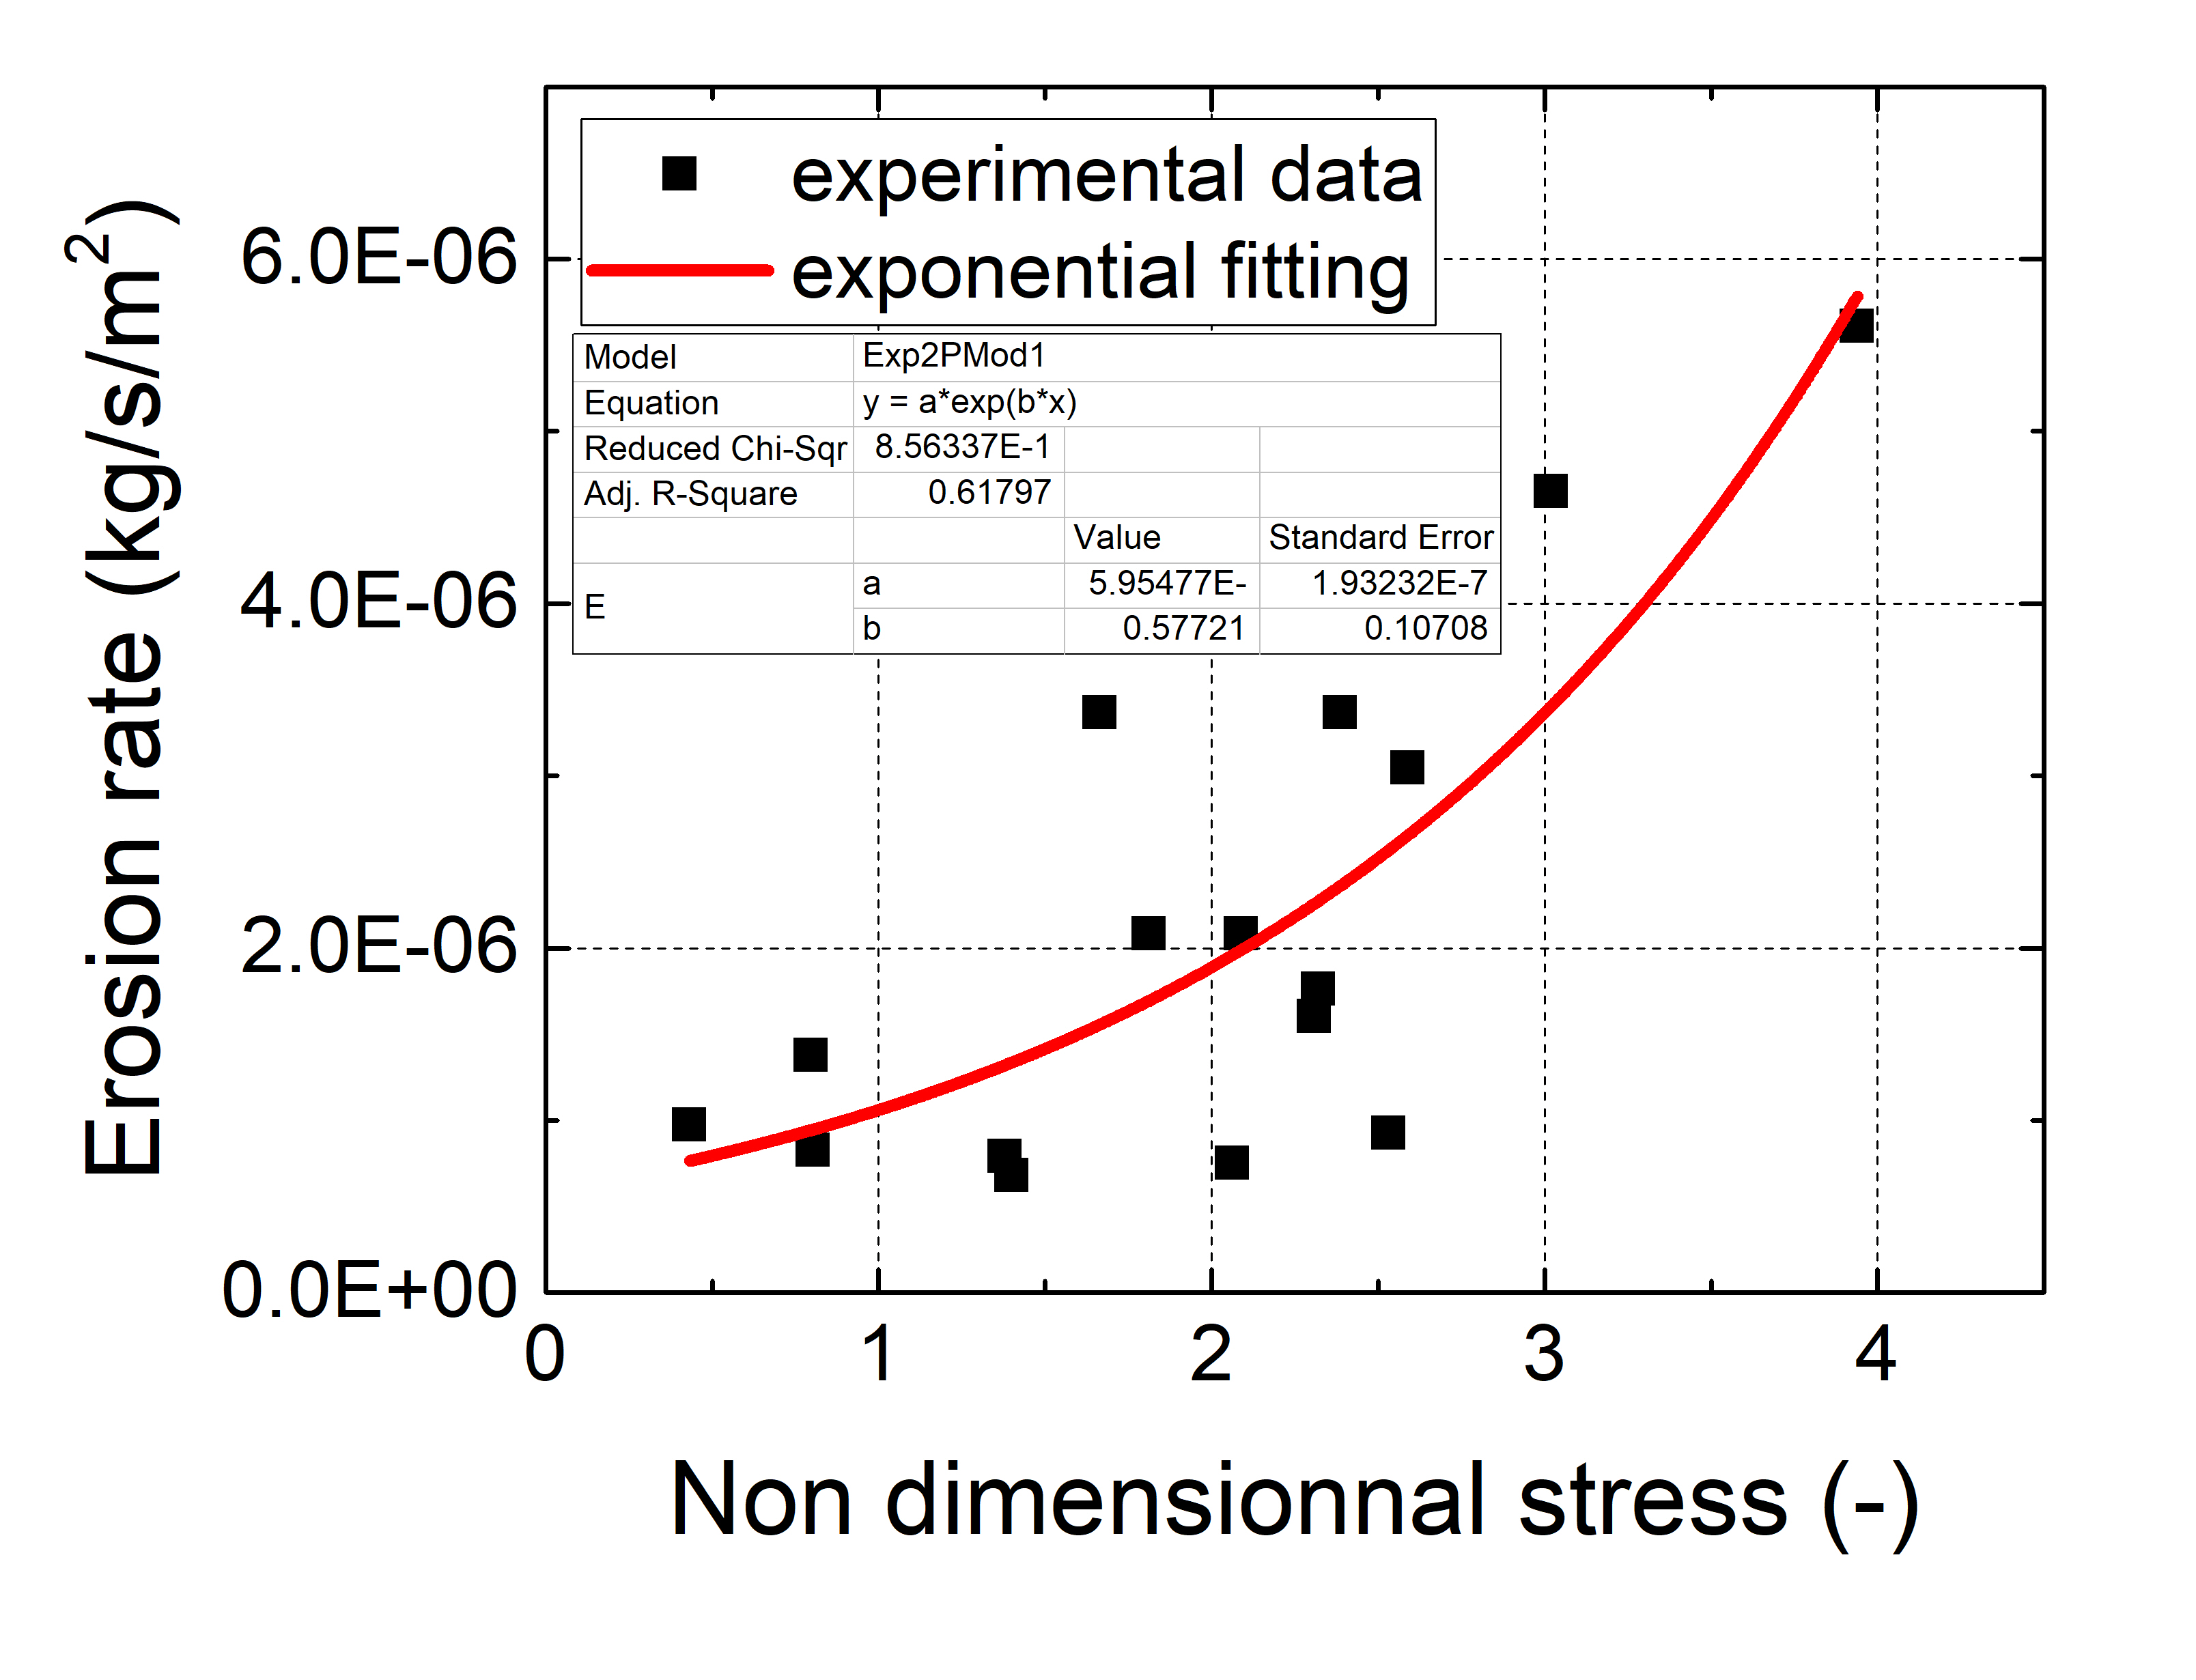 experimental data
exponential fitting
6.0E-06
Model Exp2PMod1
Equation y = a*exp(b*x)
Reduced Chi-Sqr 8.56337E-1
Adj. R-Square 0.61797
Value Standard Error
E a 5.95477E- 1.93232E-7
b 0.57721 0.10708
4.0E-06
2.0E-06
0.0E+00
Erosion rate (kg/s/m²)
0 1 2 3 4
Non dimensionnal stress (-)